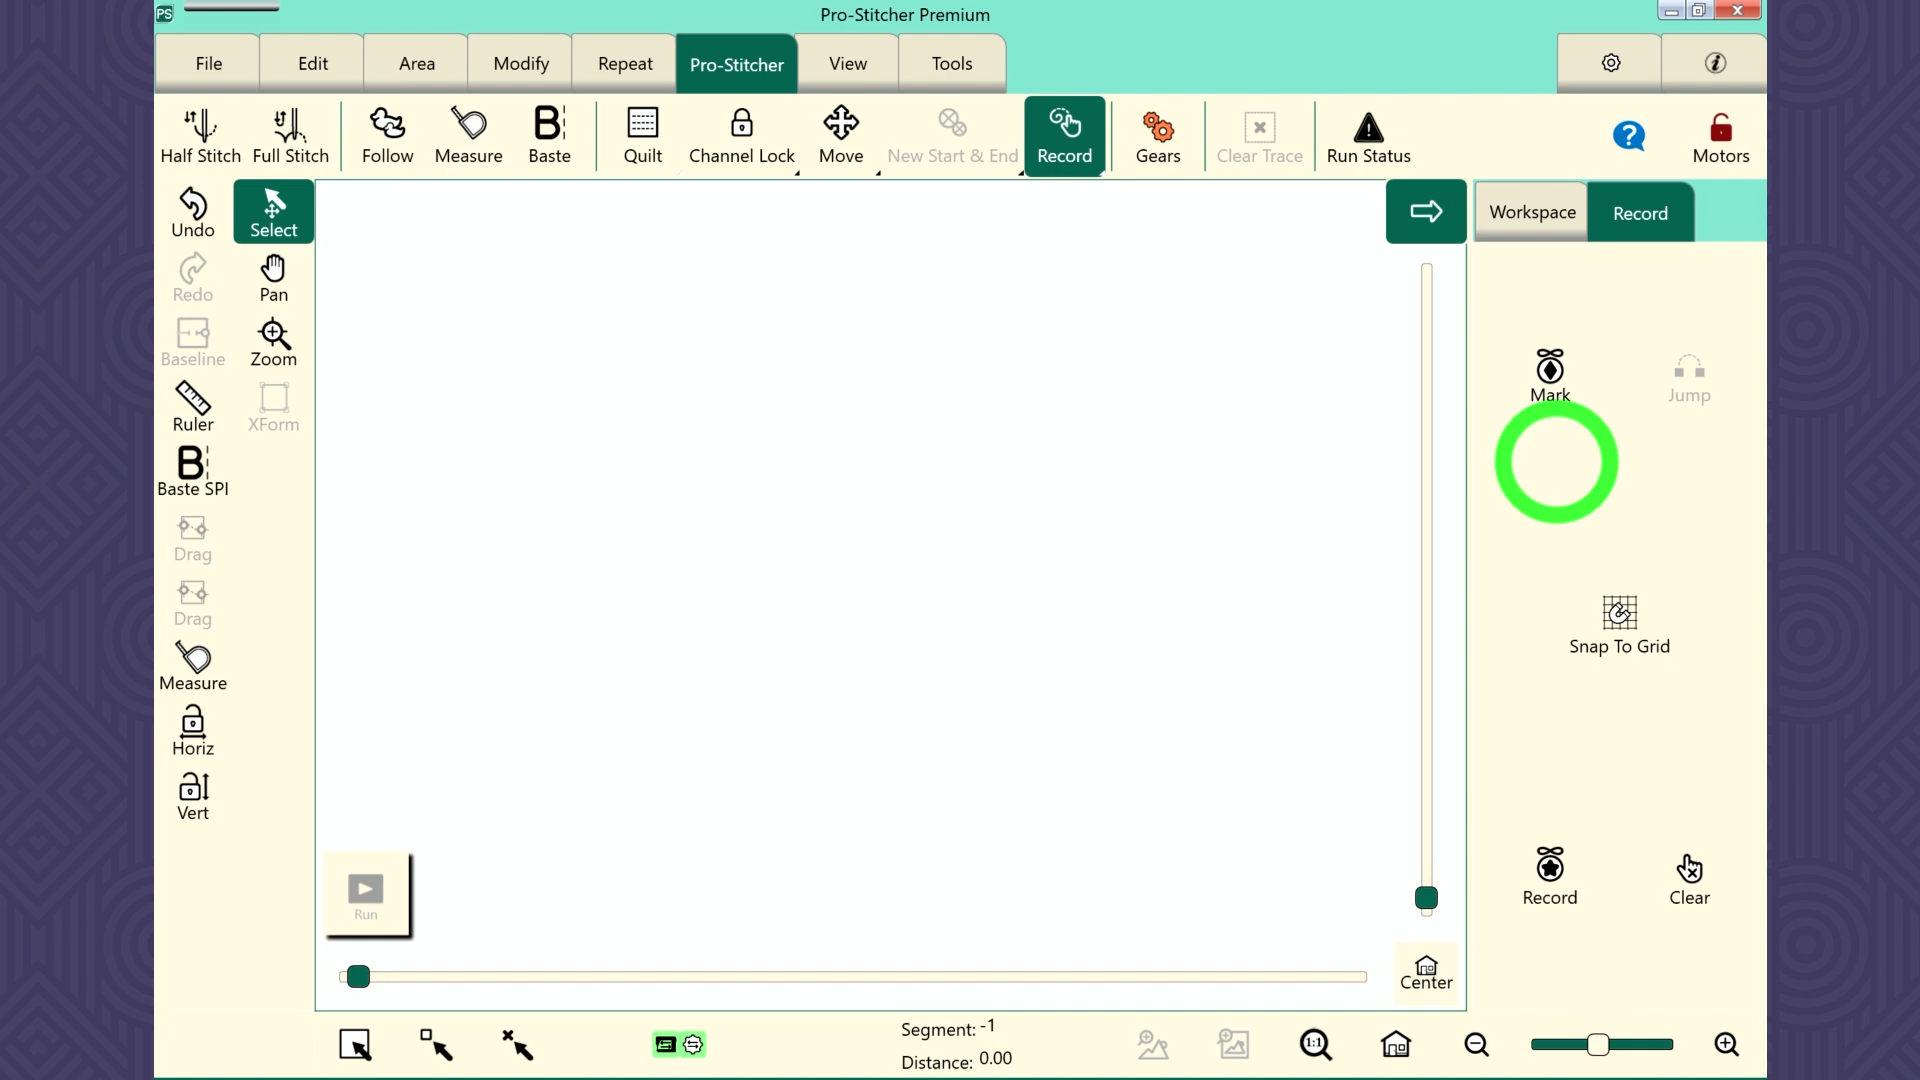 PS
Pro-Stitcher Premium
File Edit Area Modify Repeat Pro-Stitcher View Tools
Half Stitch Full Stitch Follow Measure Baste Quilt Channel Lock Move New Start & End Record Gears Clear Trace Run Status Motors
Undo Select
Workspace Record
Redo Pan
Baseline Zoom
Mark Jump
Ruler XForm
Baste SPI
Drag
Drag
Snap To Grid
Measure
Horiz
Vert
Run
Record Clear
Center
Segment: -1
1:1
Distance: 0.00